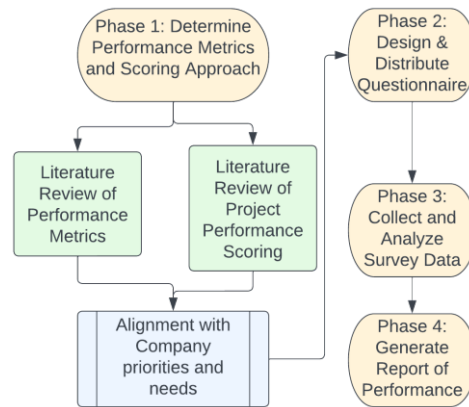 Phase 1: Determine
Performance Metrics
and Scoring Approach
Literature
Review of
Performance
Metrics
Literature
Review of
Project
Performance
Scoring
Alignment with
Company
priorities and
needs
Phase 2:
Design &
Distribute
Questionnaire
Phase 3:
Collect and
Analyze
Survey Data
Phase 4:
Generate
Report of
Performance